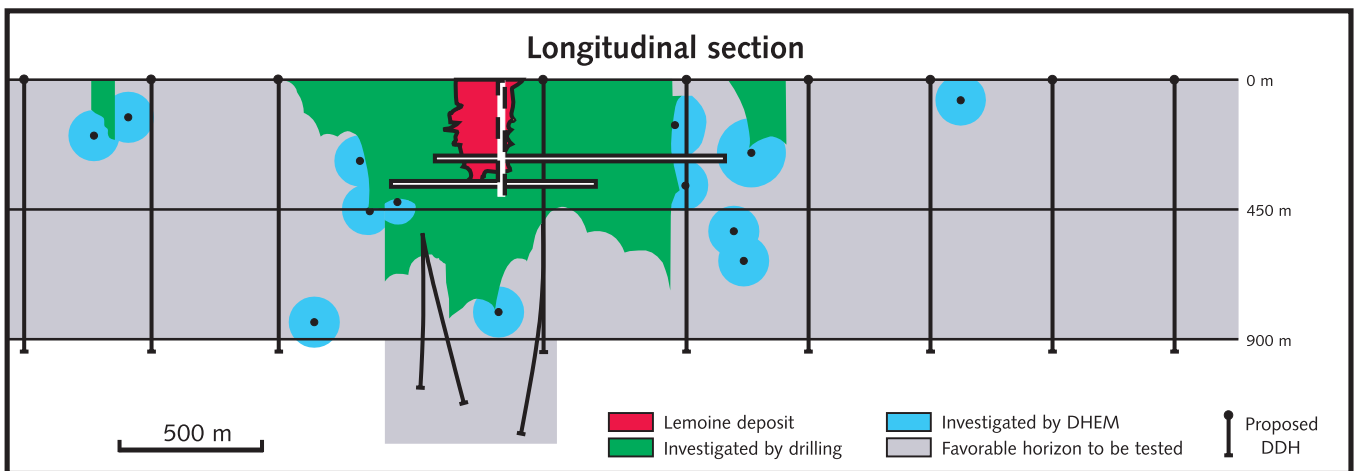 Longitudinal section
0 m
450 m
900 m
500 m
Lemoine deposit
Investigated by drilling
Investigated by DHEM
Favorable horizon to be tested
Proposed
DDH